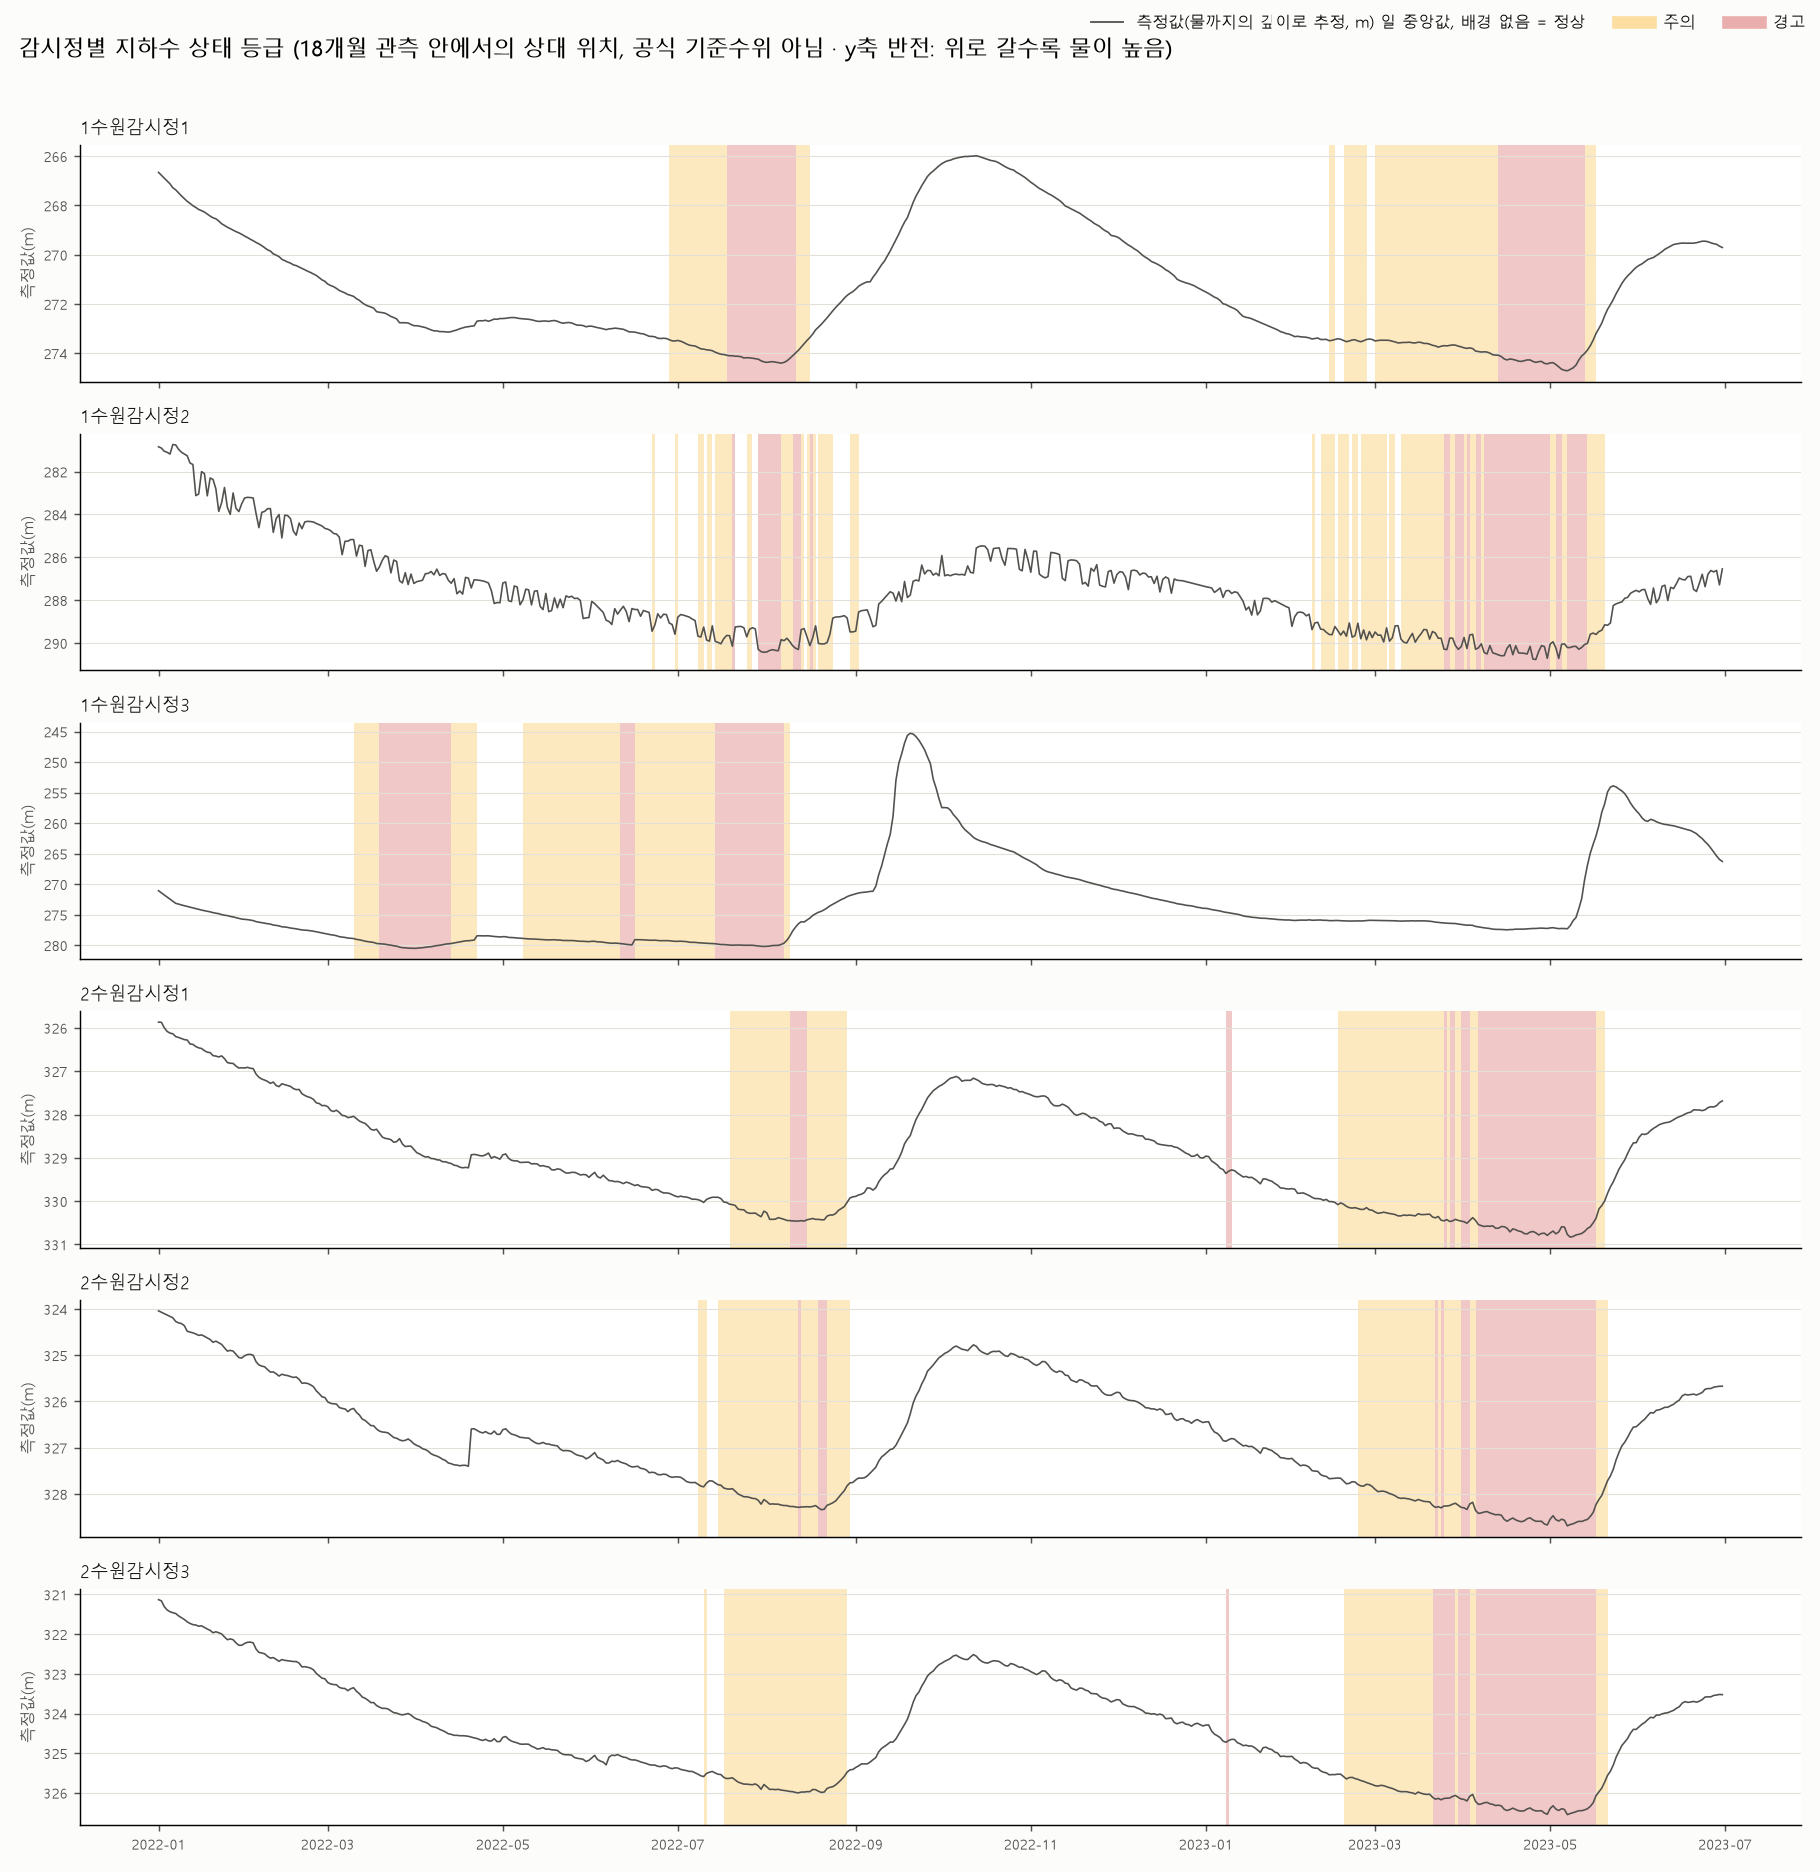 측정값(물까지의 깊이로 추정, m) 일 중앙값, 배경 없음 = 정상 주의 경고
감시정별 지하수 상태 등급 (18개월 관측 안에서의 상대 위치, 공식 기준수위 아님 · y축 반전: 위로 갈수록 물이 높음)
1수원감시정1
측정값(m)
266
268
270
272
274
1수원감시정2
측정값(m)
282
284
286
288
290
1수원감시정3
측정값(m)
245
250
255
260
265
270
275
280
2수원감시정1
측정값(m)
326
327
328
329
330
331
2수원감시정2
측정값(m)
324
325
326
327
328
2수원감시정3
측정값(m)
321
322
323
324
325
326
2022-01 2022-03 2022-05 2022-07 2022-09 2022-11 2023-01 2023-03 2023-05 2023-07